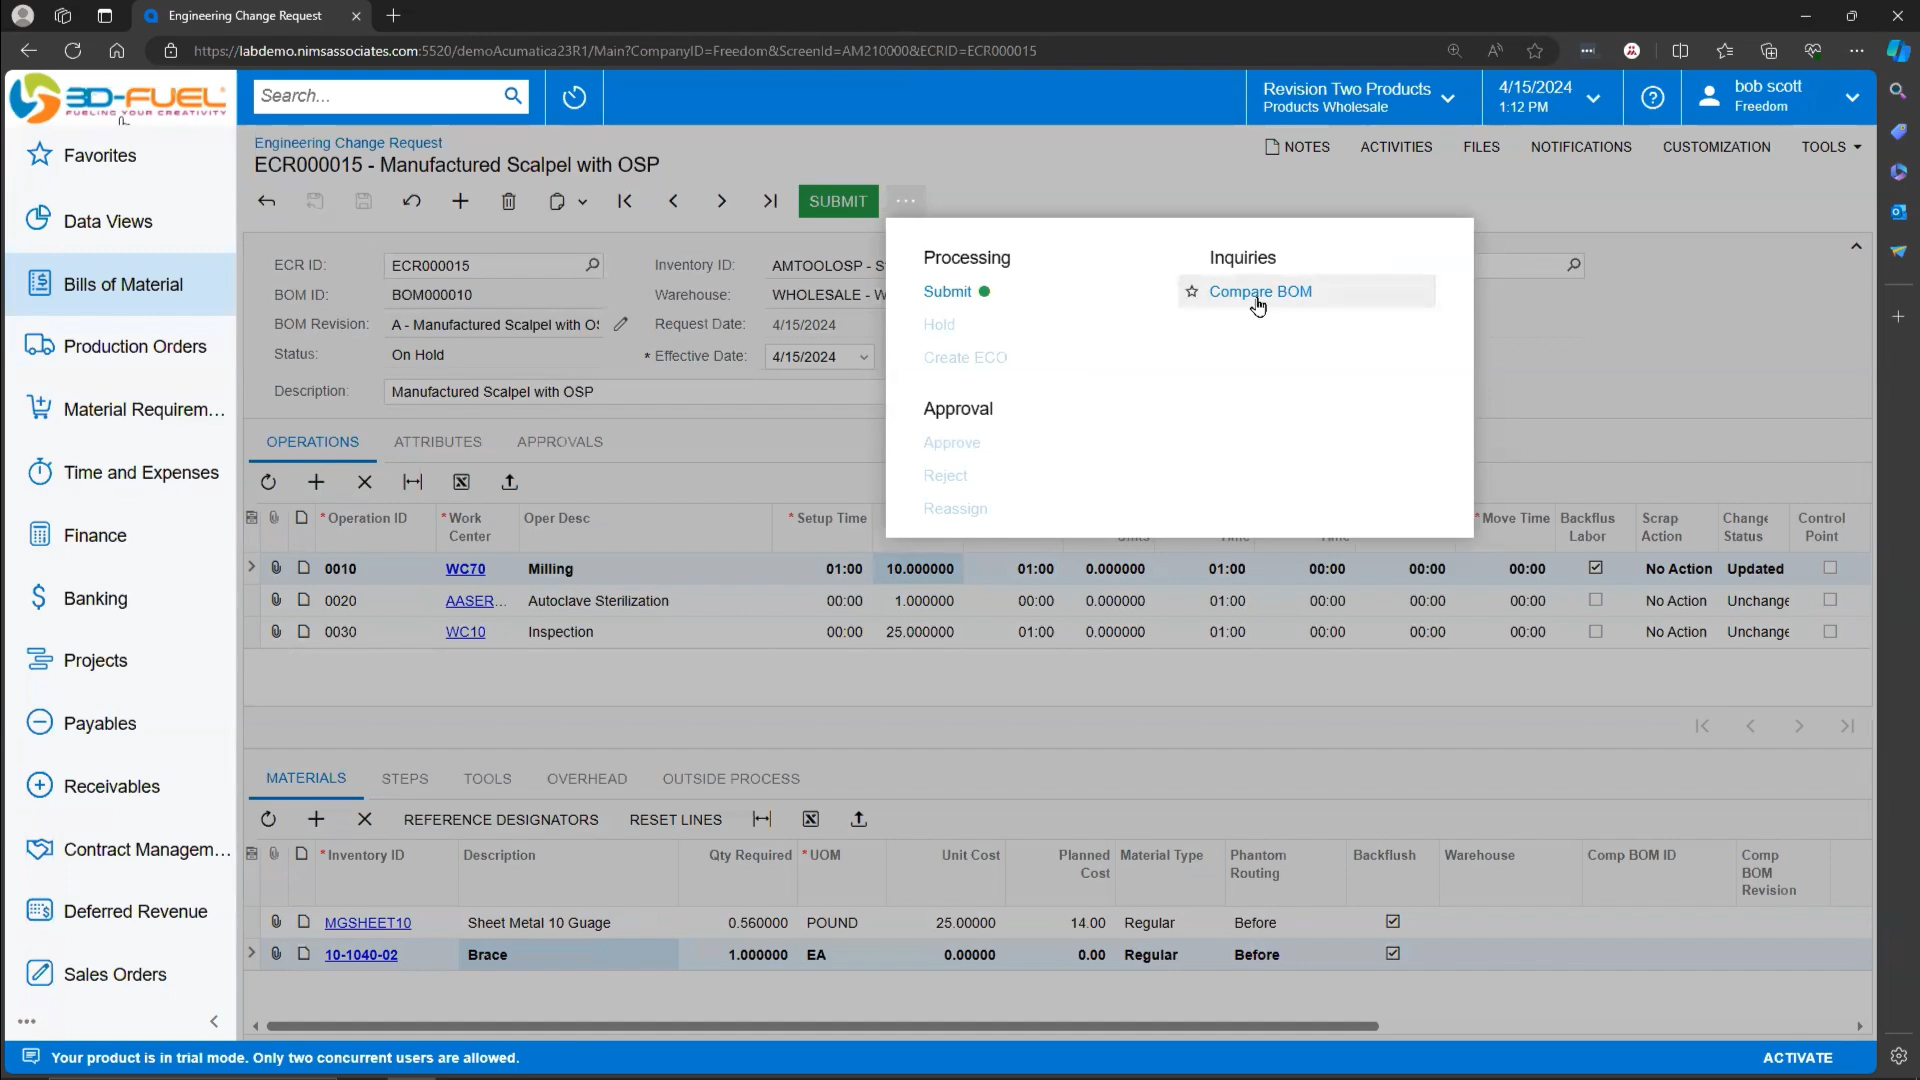 Engineering Change Request
https://labdemo.nimsassociates.com:5520/demoAcumatica23R1/Main?CompanyID=Freedom&ScreenId=AM210000&ECRID=ECR000015
3D-FUEL
FUELING YOUR CREATIVITY
Search...
Revision Two Products
Products Wholesale
4/15/2024
1:12 PM
bob scott
Freedom
Favorites
Data Views
Bills of Material
Production Orders
Material Requirem...
Time and Expenses
Finance
Banking
Projects
Payables
Receivables
Contract Managem...
Deferred Revenue
Sales Orders
Engineering Change Request
ECR000015 - Manufactured Scalpel with OSP
NOTES ACTIVITIES FILES NOTIFICATIONS CUSTOMIZATION TOOLS
SUBMIT ...
ECR ID: ECR000015
BOM ID: BOM000010
BOM Revision: A - Manufactured Scalpel with O
Status: On Hold
Description: Manufactured Scalpel with OSP
Inventory ID: AMTOOLOSP - S
Warehouse: WHOLESALE - W
Request Date: 4/15/2024
* Effective Date: 4/15/2024
Processing
Submit
Hold
Create ECO
Approval
Approve
Reject
Reassign
Inquiries
Compare BOM
OPERATIONS ATTRIBUTES APPROVALS
*Operation ID *Work Center Oper Desc *Setup Time *Move Time Backflus Labor Scrap Action Change Status Control Point
0010 WC70 Milling 01:00 10.000000 01:00 0.000000 01:00 00:00 00:00 00:00 No Action Updated
0020 AASER... Autoclave Sterilization 00:00 1.000000 00:00 0.000000 01:00 00:00 00:00 00:00 No Action Unchange
0030 WC10 Inspection 00:00 25.000000 01:00 0.000000 01:00 00:00 00:00 00:00 No Action Unchange
MATERIALS STEPS TOOLS OVERHEAD OUTSIDE PROCESS
REFERENCE DESIGNATORS RESET LINES
*Inventory ID Description Qty Required *UOM Unit Cost Planned Cost Material Type Phantom Routing Backflush Warehouse Comp BOM ID Comp BOM Revision
MGSHEET10 Sheet Metal 10 Guage 0.560000 POUND 25.00000 14.00 Regular Before
10-1040-02 Brace 1.000000 EA 0.00000 0.00 Regular Before
Your product is in trial mode. Only two concurrent users are allowed.
ACTIVATE